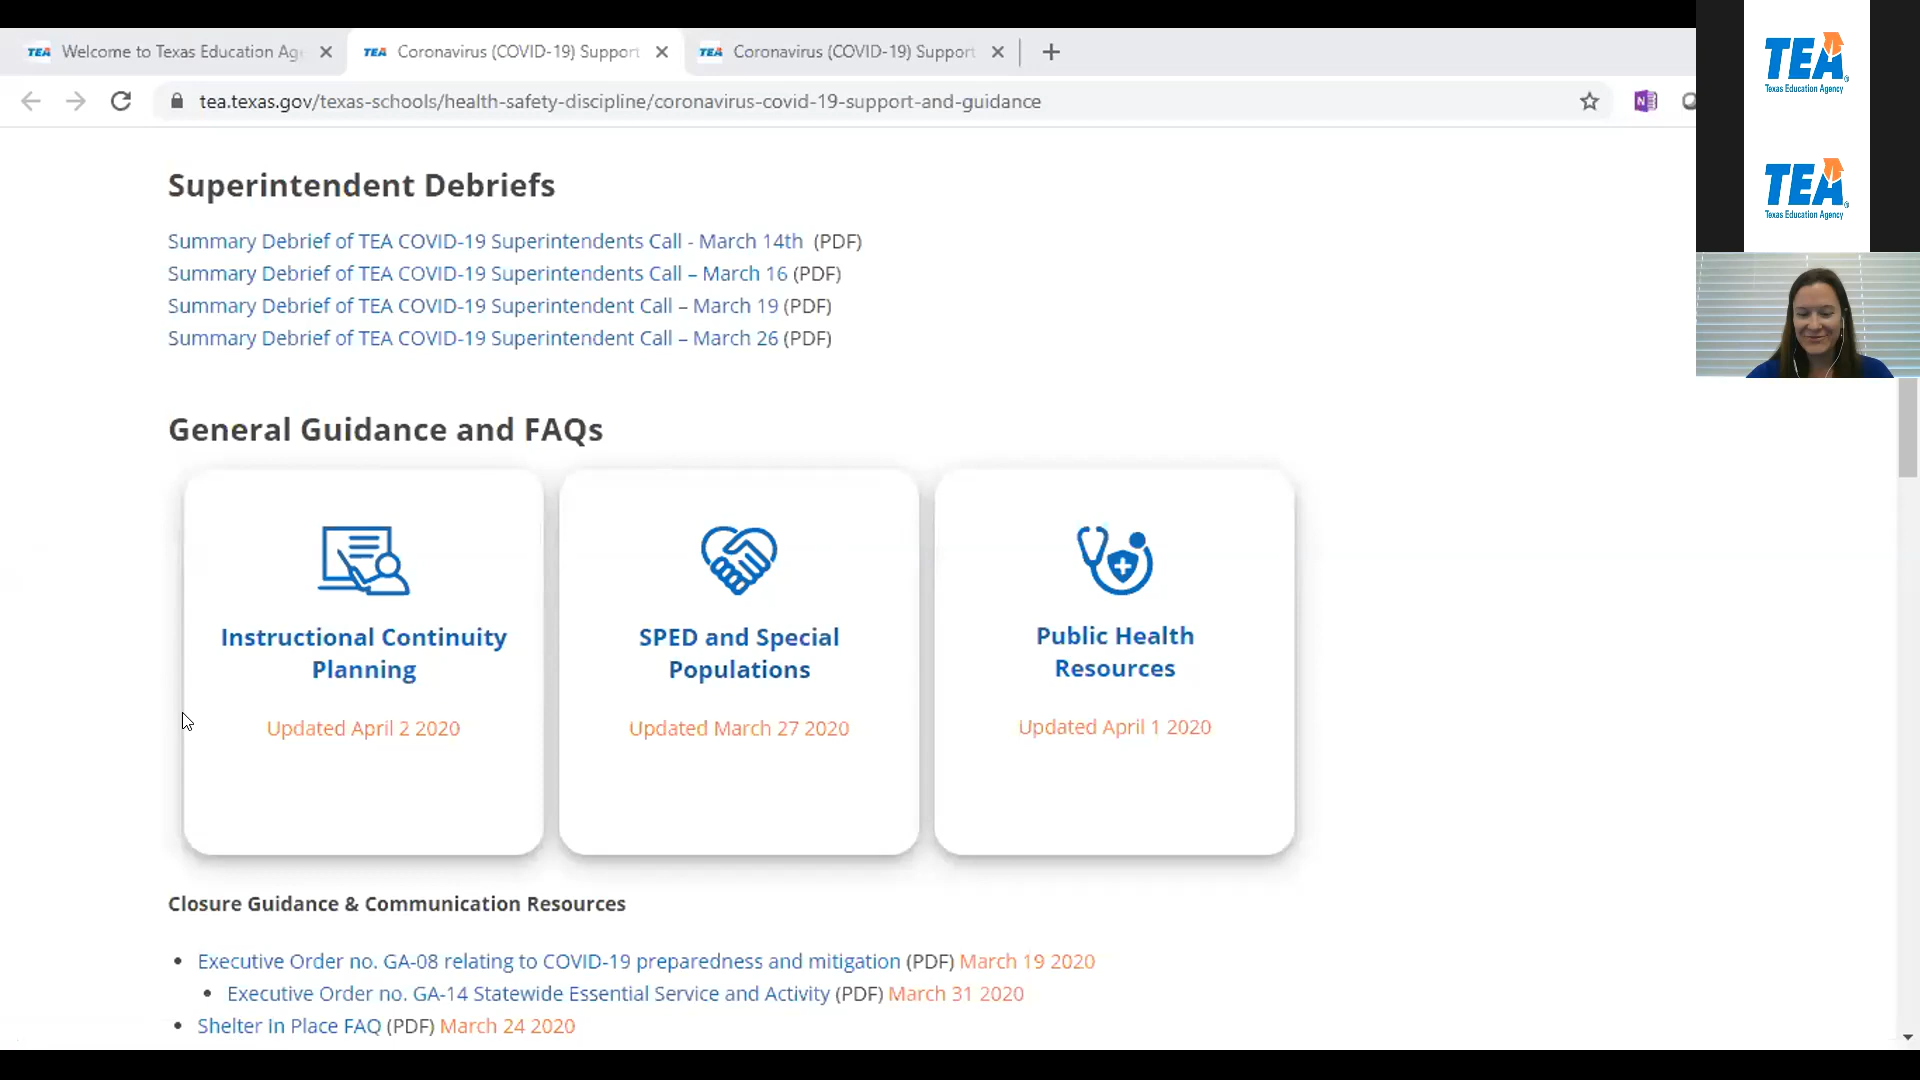 TEA Welcome to Texas Education Age
TEA Coronavirus (COVID-19) Support
TEA Coronavirus (COVID-19) Support
tea.texas.gov/texas-schools/health-safety-discipline/coronavirus-covid-19-support-and-guidance
N
TEA
Texas Education Agency
TEA
Texas Education Agency
Superintendent Debriefs
Summary Debrief of TEA COVID-19 Superintendents Call - March 14th (PDF)
Summary Debrief of TEA COVID-19 Superintendents Call – March 16 (PDF)
Summary Debrief of TEA COVID-19 Superintendent Call – March 19 (PDF)
Summary Debrief of TEA COVID-19 Superintendent Call – March 26 (PDF)
General Guidance and FAQs
Instructional Continuity
Planning
Updated April 2 2020
SPED and Special
Populations
Updated March 27 2020
Public Health
Resources
Updated April 1 2020
Closure Guidance & Communication Resources
• Executive Order no. GA-08 relating to COVID-19 preparedness and mitigation (PDF) March 19 2020
• Executive Order no. GA-14 Statewide Essential Service and Activity (PDF) March 31 2020
• Shelter In Place FAQ (PDF) March 24 2020